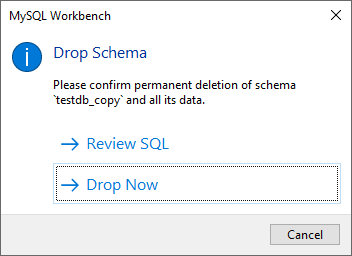 MySQL Workbench
Drop Schema
Please confirm permanent deletion of schema
`testdb_copy` and all its data.
Review SQL
Drop Now
Cancel